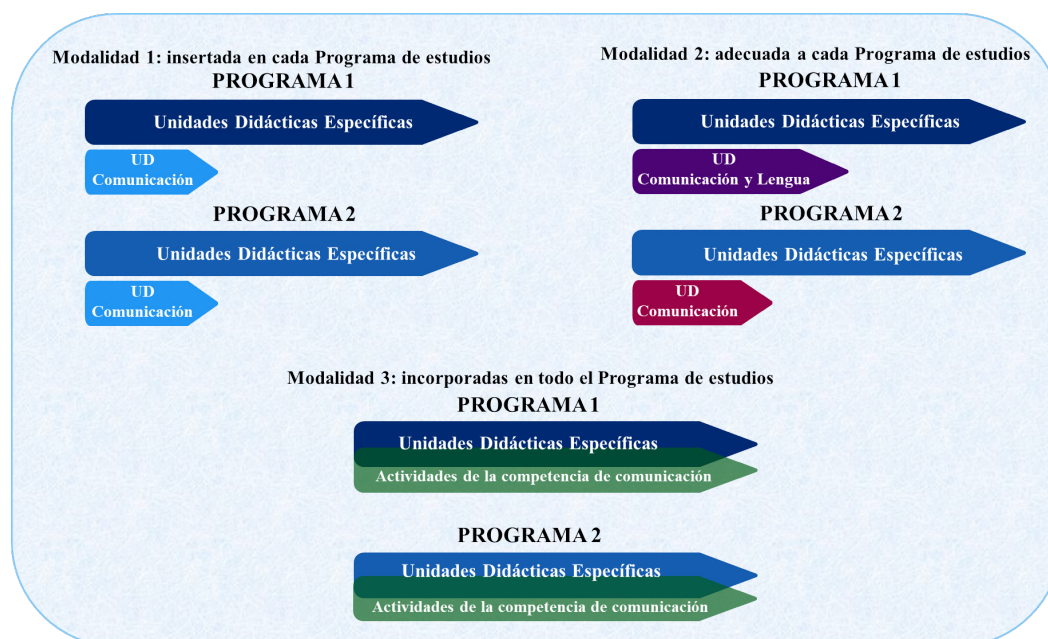 Modalidad 1: insertada en cada Programa de estudios
PROGRAMA 1
Unidades Didácticas Específicas
UD
Comunicación
PROGRAMA 2
Unidades Didácticas Específicas
UD
Comunicación
Modalidad 2: adecuada a cada Programa de estudios
PROGRAMA 1
Unidades Didácticas Específicas
UD
Comunicación y Lengua
PROGRAMA 2
Unidades Didácticas Específicas
UD
Comunicación
Modalidad 3: incorporadas en todo el Programa de estudios
PROGRAMA 1
Unidades Didácticas Específicas
Actividades de la competencia de comunicación
PROGRAMA 2
Unidades Didácticas Específicas
Actividades de la competencia de comunicación